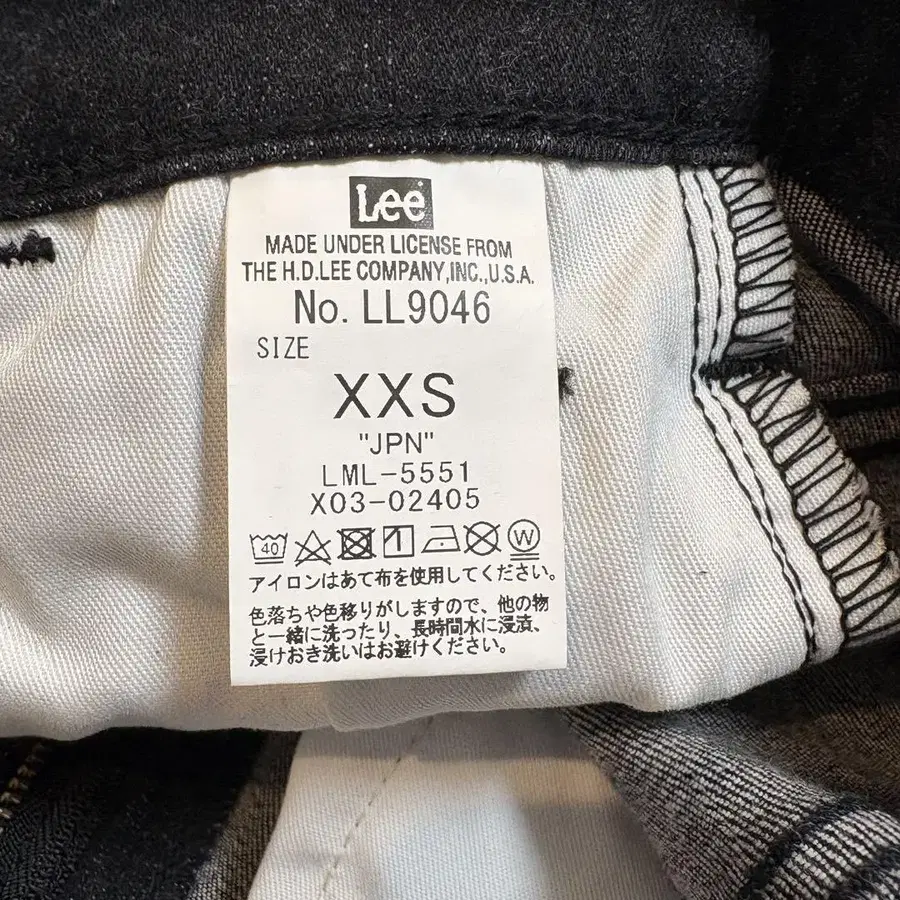 Lee
MADE UNDER LICENSE FROM
THE H.D.LEE COMPANY,INC.,U.S.A.
No. LL9046
SIZE
XXS
"JPN"
LML-5551
X03-02405
40 W
アイロンはあて布を使用してください。
色落ちや色移りがしますので、他の物
と一緒に洗ったり、長時間水に浸漬、
浸けおき洗いはお避けください。